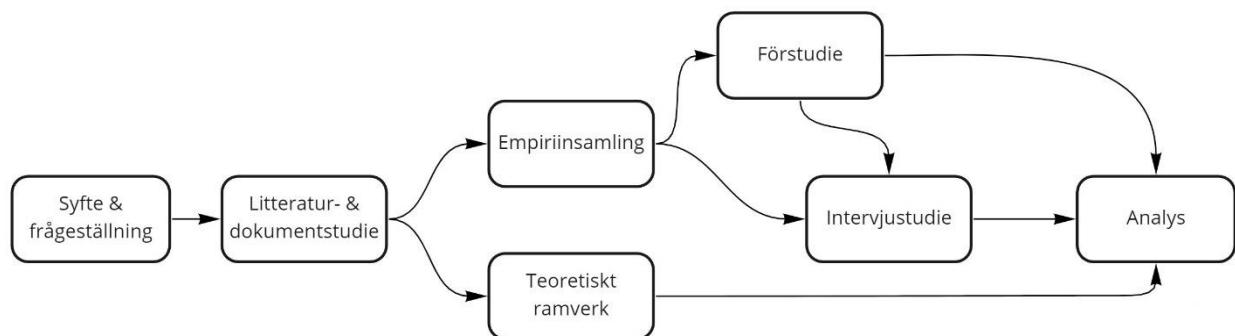 Syfte &
frågeställning
Litteratur- &
dokumentstudie
Empiriinsamling
Teoretiskt
ramverk
Förstudie
Intervjustudie
Analys